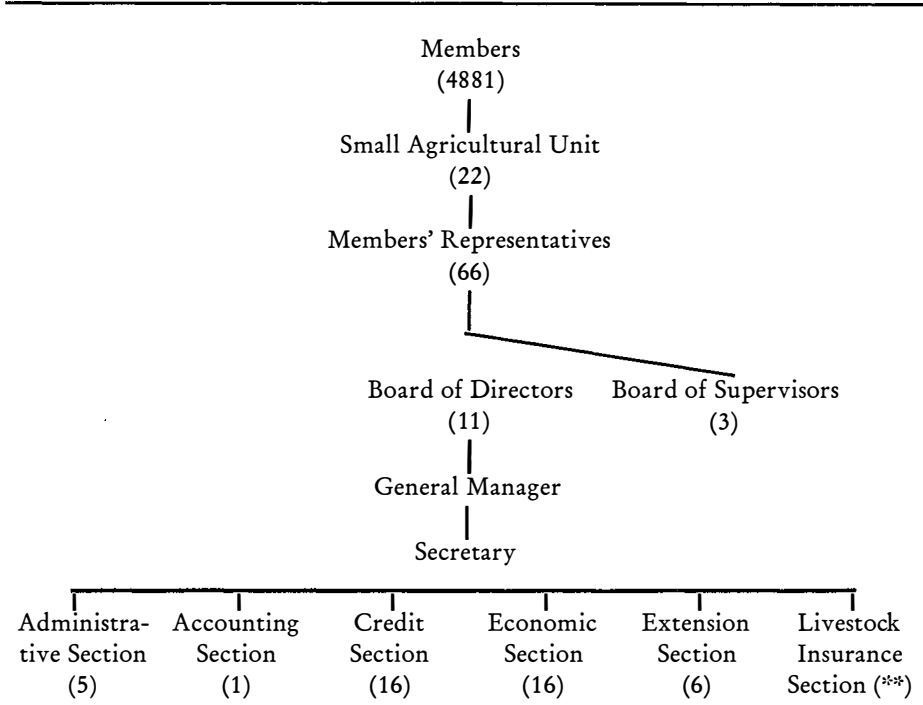 Members
(4881)
Small Agricultural Unit
(22)
Members' Representatives
(66)
Board of Directors Board of Supervisors
(11) (3)
General Manager
Secretary
Administra- Accounting Credit Economic Extension Livestock
tive Section Section Section Section Section Insurance
(5) (1) (16) (16) (6) Section (**)